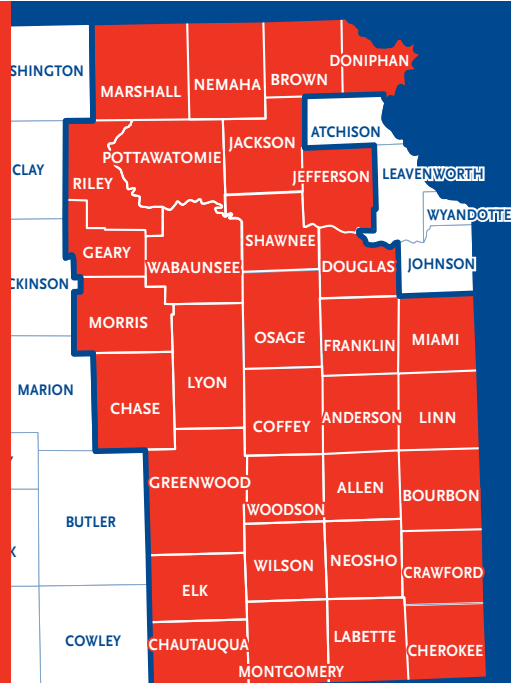 DONIPHAN
SHINGTON
NEMAHA
BROWN
MARSHALL
ATCHISON
JACKSON
POTTAWATOMIE
CLAY
JEFFERSON
LEAVENWORTH
RILEY
WYANDOTTE
SHAWNEE
GEARY
JOHNSON
WABAUNSEE
DOUGLAS
CKINSON
MORRIS
OSAGE
MIAMI
FRANKLIN
LYON
MARION
CHASE
ANDERSON
LINN
COFFEY
GREENWOOD
ALLEN
BOURBON
WOODSON
BUTLER
NEOSHO
WILSON
CRAWFORD
ELK
LABETTE
COWLEY
CHAUTAUQUA
CHEROKEE
MONTGOMERY